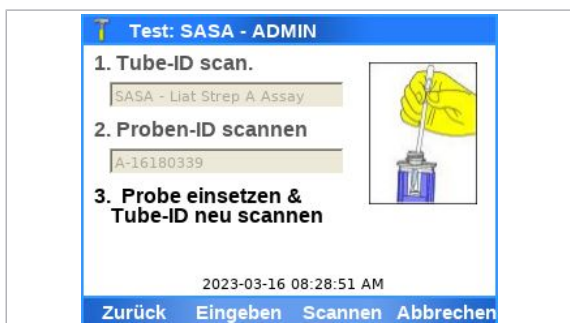 Test: SASA - ADMIN
1. Tube-ID scan.
SASA - Liat Strep A Assay
2. Proben-ID scannen
A-16180339
3. Probe einsetzen &
Tube-ID neu scannen
2023-03-16 08:28:51 AM
Zurück Eingeben Scannen Abbrechen